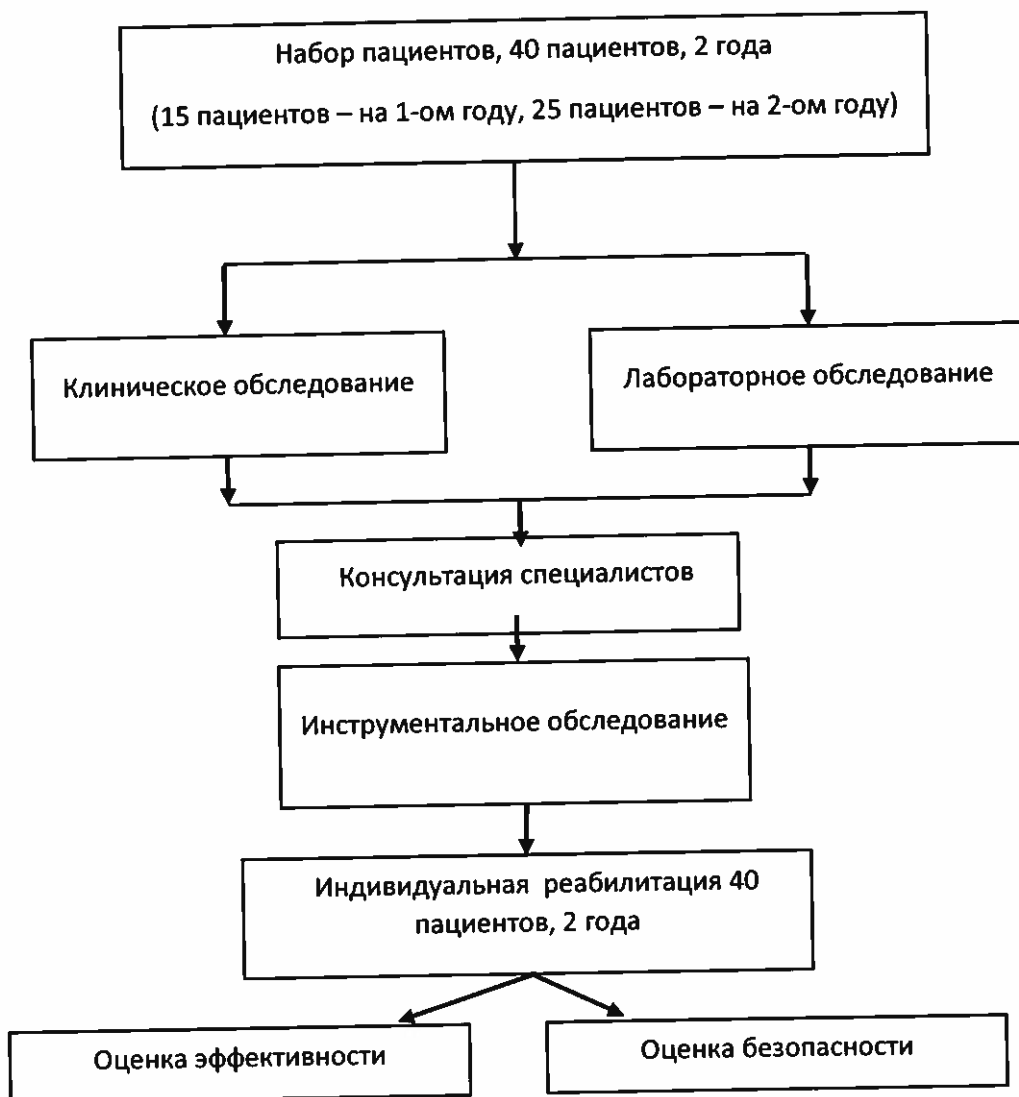 Набор пациентов, 40 пациентов, 2 года
(15 пациентов – на 1-ом году, 25 пациентов – на 2-ом году)
Клиническое обследование
Лабораторное обследование
Консультация специалистов
Инструментальное обследование
Индивидуальная реабилитация 40
пациентов, 2 года
Оценка эффективности
Оценка безопасности